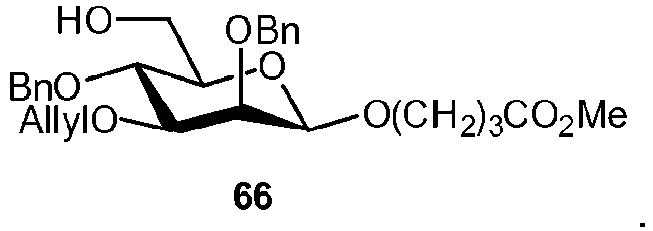 HO
OBn
O
BnO
AllylO
O(CH2)3CO2Me
66
.